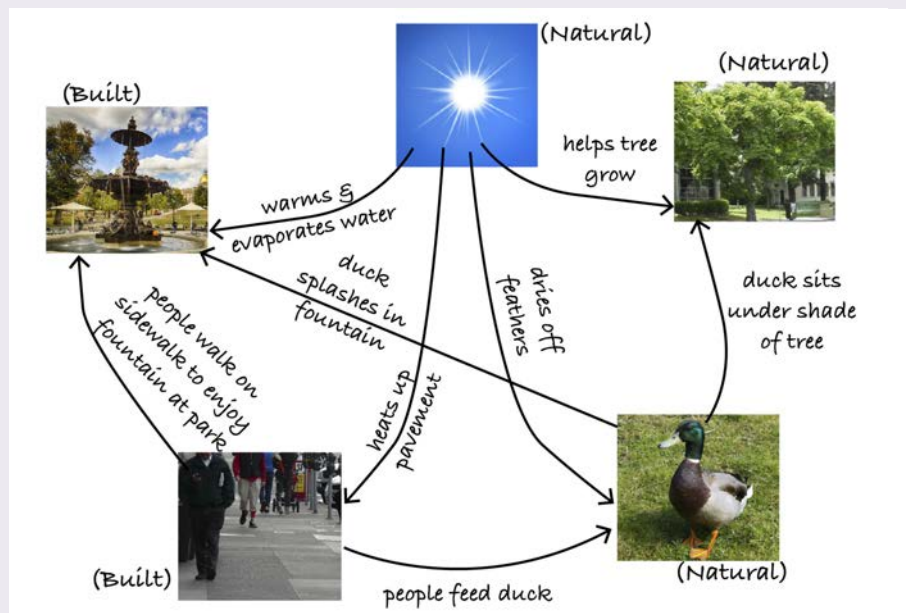 (Natural)
(Built)
(Natural)
helps tree
grow
warms &
evaporates water
duck
splashes in
fountain
dries off
feathers
duck sits
under shade
of tree
people walk on
sidewalk to enjoy
fountain at park
heats up
pavement
(Built)
people feed duck
(Natural)